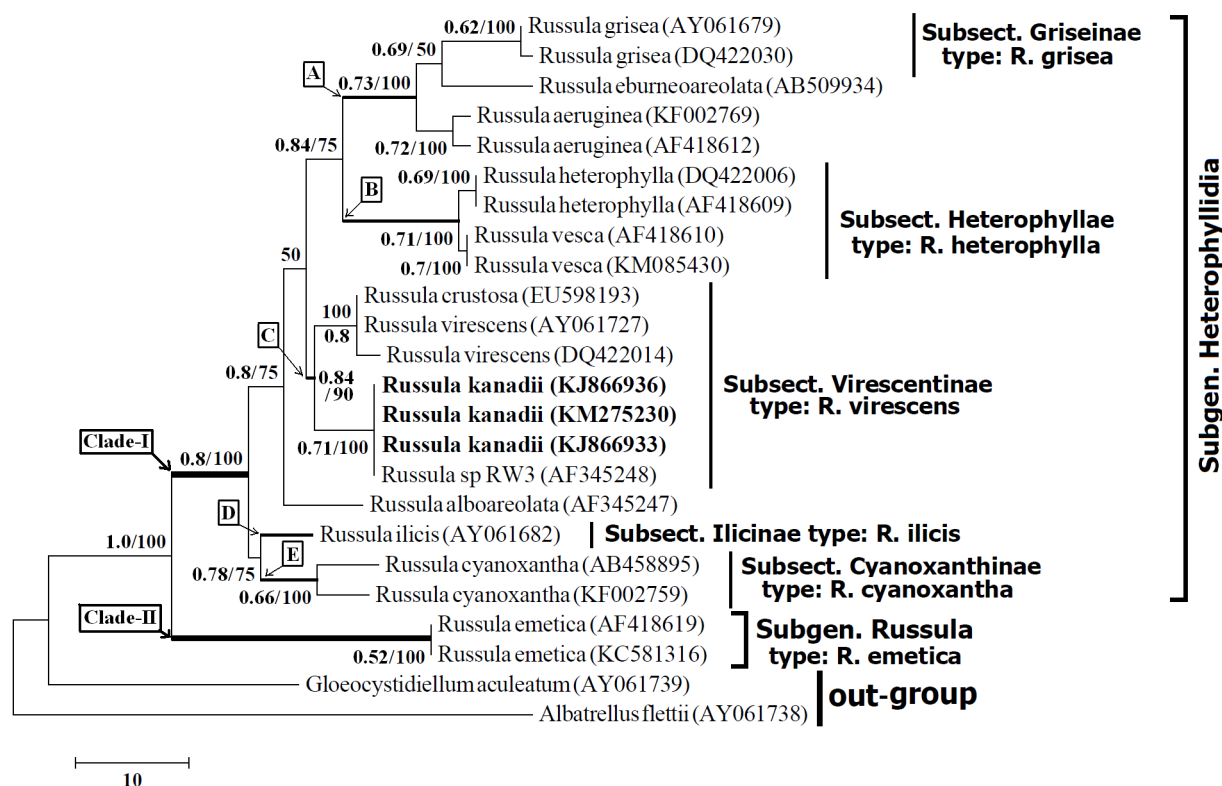 0.62/100
Russula grisea (AY061679)
Subsect. Griseinae
type: R. grisea
0.69/50
Russula grisea (DQ422030)
A
0.73/100
Russula eburneoareolata (AB509934)
Russula aeruginea (KF002769)
0.84/75
0.72/100
Russula aeruginea (AF418612)
0.69/100
Russula heterophylla (DQ422006)
B
Russula heterophylla (AF418609)
Subsect. Heterophyllae
type: R. heterophylla
0.71/100
Russula vesca (AF418610)
0.7/100
Russula vesca (KM085430)
50
Russula crustosa (EU598193)
100
0.8
Russula virescens (AY061727)
C
Russula virescens (DQ422014)
0.84
/90
Russula kanadii (KJ866936)
Subsect. Virescentinae
type: R. virescens
0.8/75
Russula kanadii (KM275230)
Russula kanadii (KJ866933)
0.71/100
Russula sp RW3 (AF345248)
Clade-I
0.8/100
Russula alboareolata (AF345247)
D
Russula ilicis (AY061682)
Subsect. Ilicinae type: R. ilicis
1.0/100
E
Russula cyanoxantha (AB458895)
Subsect. Cyanoxanthinae
type: R. cyanoxantha
0.78/75
0.66/100
Russula cyanoxantha (KF002759)
Subgen. Heterophyllidia
Clade-II
Russula emetica (AF418619)
Subgen. Russula
type: R. emetica
0.52/100
Russula emetica (KC581316)
Gloeocystidiellum aculeatum (AY061739)
out-group
Albatrellus flettii (AY061738)
10